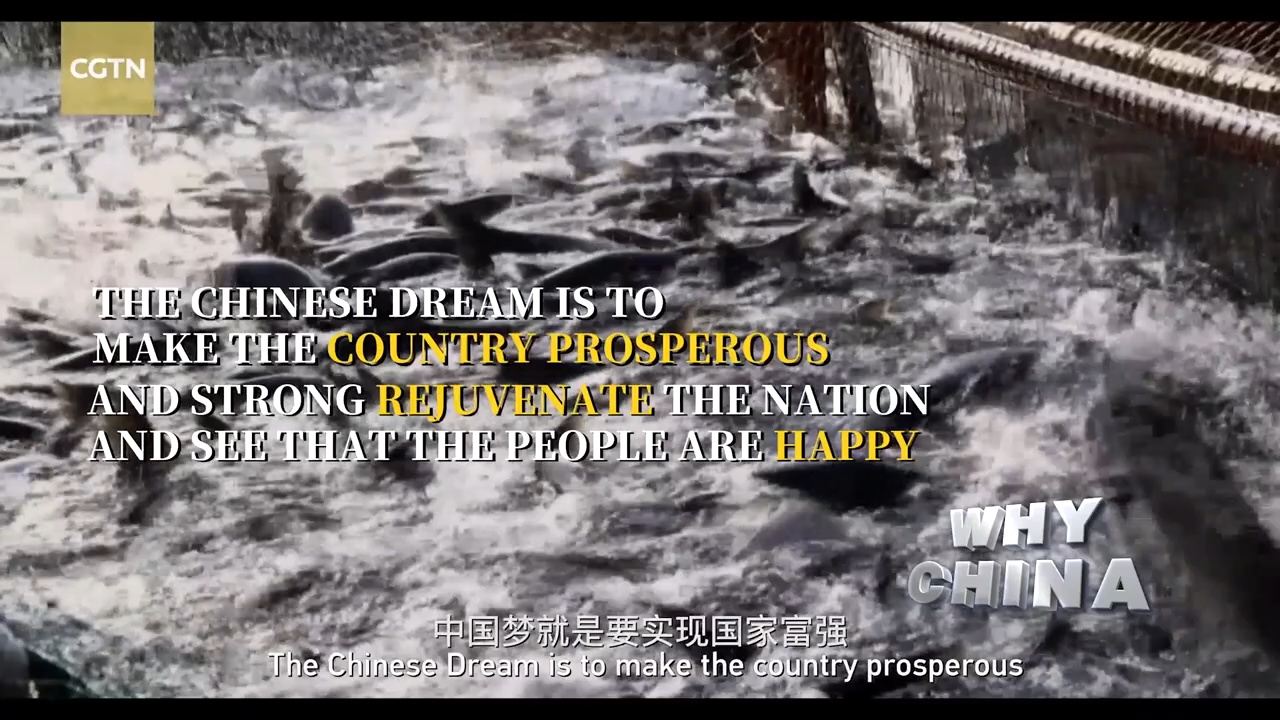 CGTN
THE CHINESE DREAM IS TO
MAKE THE COUNTRY PROSPEROUS
AND STRONG REJUVENATE THE NATION
AND SEE THAT THE PEOPLE ARE HAPPY
WHY
CHINA
中国梦就是要实现国家富强
The Chinese Dream is to make the country prosperous